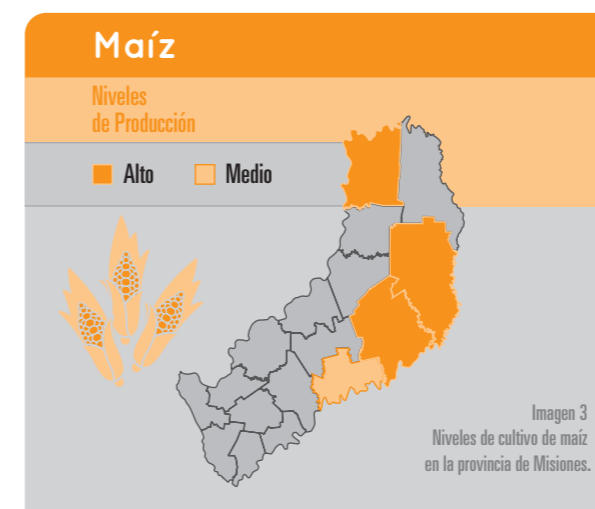 Maíz
Niveles
de Producción
Alto
Medio
Imagen 3
Niveles de cultivo de maíz
en la provincia de Misiones.